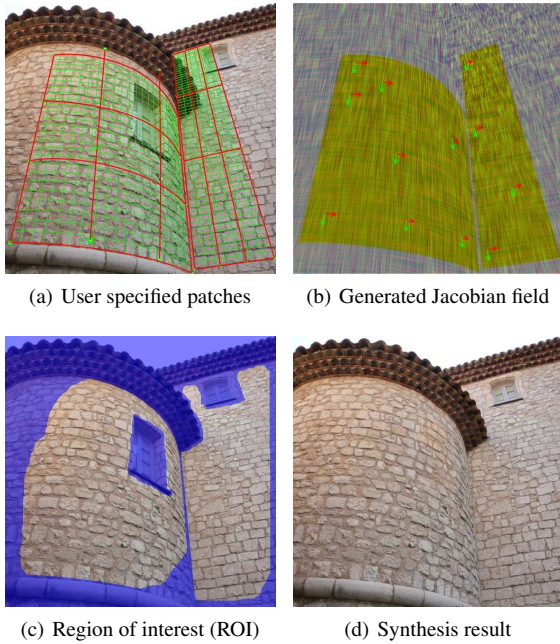 (a) User specified patches
(b) Generated Jacobian field
(c) Region of interest (ROI)
(d) Synthesis result